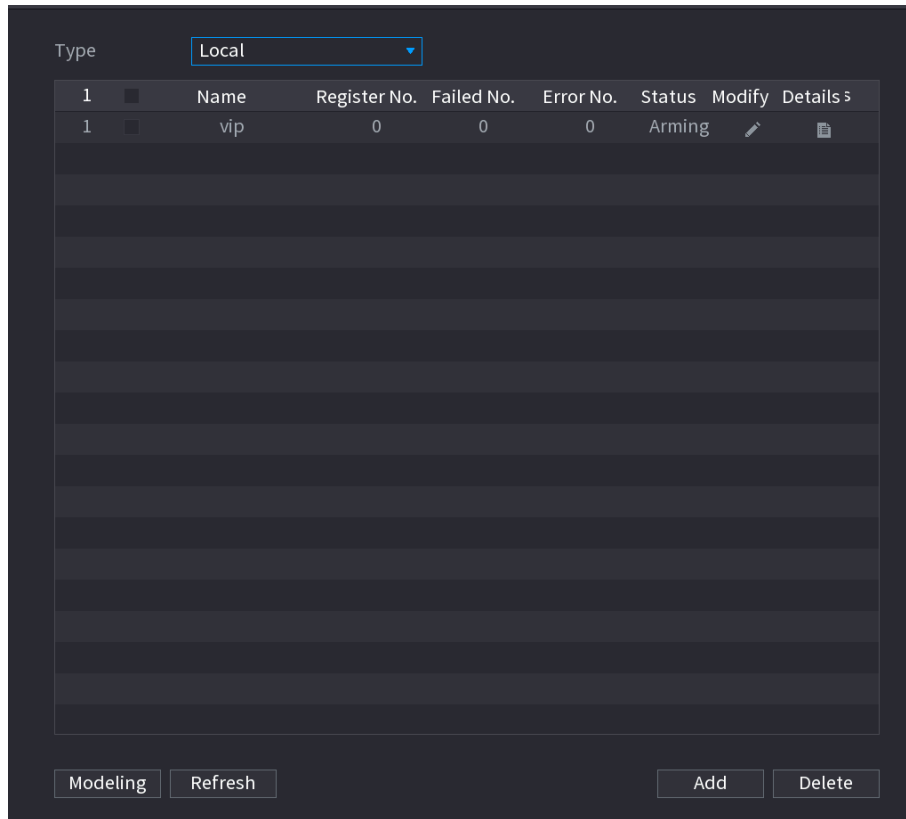 Type Local
1 Name Register No. Failed No. Error No. Status Modify Details s
1 vip 0 0 0 Arming
Modeling Refresh Add Delete